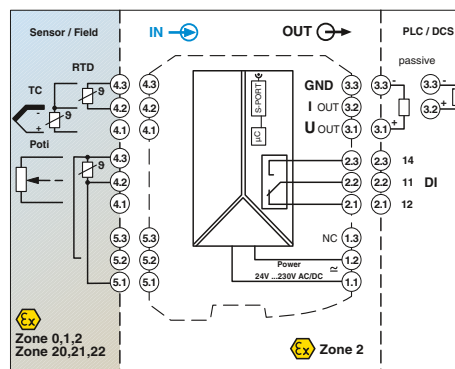 Sensor / Field
IN
OUT
PLC / DCS
RTD
TC
ϑ
ϑ
-
+
Poti
ϑ
4.3
4.2
4.1
4.3
4.2
4.1
5.3
5.2
5.1
4.3
4.2
4.1
5.3
5.2
5.1
S-PORT
µC
GND
I OUT
U OUT
3.3
3.2
3.1
2.3
2.2
2.1
NC
1.3
1.2
1.1
Power
24V ...230V AC/DC
≂
passive
3.3
-
3.1
+
3.3
-
3.2
+
2.3
14
2.2
11
DI
2.1
12
Ex
Zone 0,1,2
Zone 20,21,22
Ex
Zone 2